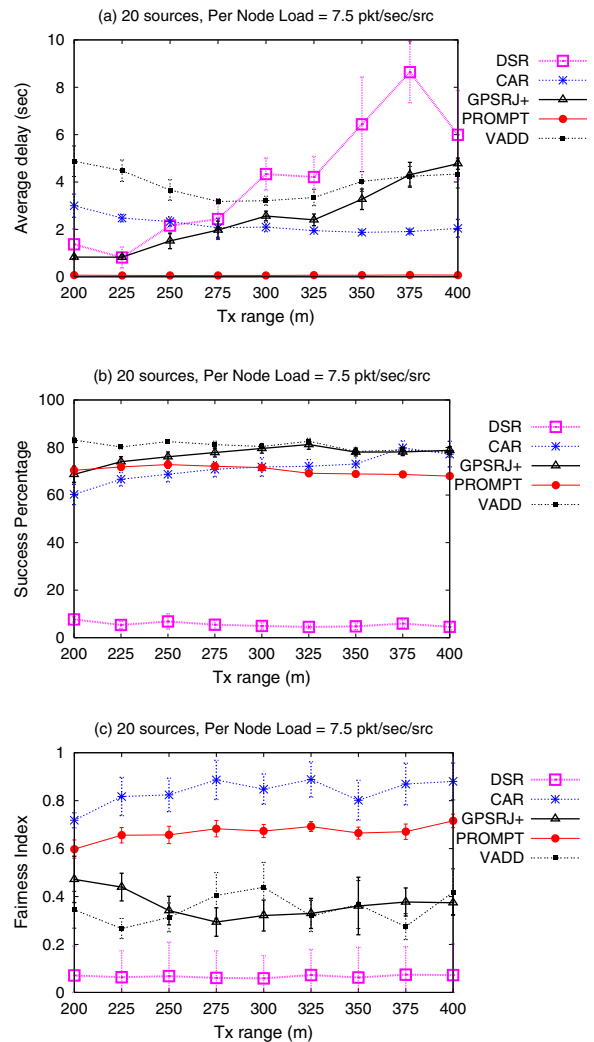 (a) 20 sources, Per Node Load = 7.5 pkt/sec/src
10
8
6
4
2
0
Average delay (sec)
200 225 250 275 300 325 350 375 400
Tx range (m)
DSR
CAR
GPSRJ+
PROMPT
VADD
(b) 20 sources, Per Node Load = 7.5 pkt/sec/src
100
80
60
40
20
0
Success Percentage
200 225 250 275 300 325 350 375 400
Tx range (m)
DSR
CAR
GPSRJ+
PROMPT
VADD
(c) 20 sources, Per Node Load = 7.5 pkt/sec/src
1
0.8
0.6
0.4
0.2
0
Fairness Index
200 225 250 275 300 325 350 375 400
Tx range (m)
DSR
CAR
GPSRJ+
PROMPT
VADD